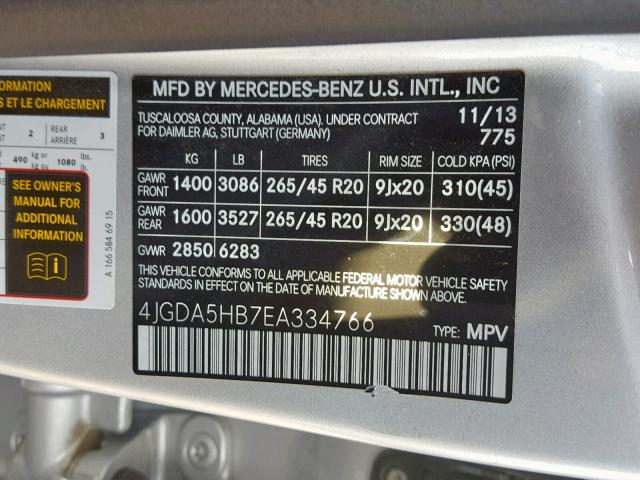 FORMATION
S ET LE CHARGEMENT
NT 2 REAR ARRIÈRE 3
490 kg or kg ou 1080 lbs. lb.
SEE OWNER'S
MANUAL FOR
ADDITIONAL
INFORMATION
A 166 584 69 15
MFD BY MERCEDES-BENZ U.S. INTL., INC
TUSCALOOSA COUNTY, ALABAMA (USA). UNDER CONTRACT 11/13
FOR DAIMLER AG, STUTTGART (GERMANY) 775
KG LB TIRES RIM SIZE COLD KPA (PSI)
GAWR FRONT 1400 3086 265/45 R20 9Jx20 310(45)
GAWR REAR 1600 3527 265/45 R20 9Jx20 330(48)
GVWR 2850 6283
THIS VEHICLE CONFORMS TO ALL APPLICABLE FEDERAL MOTOR VEHICLE SAFETY
STANDARDS IN EFFECT ON THE DATE OF MANUFACTURE SHOWN ABOVE.
4JGDA5HB7EA334766
TYPE: MPV